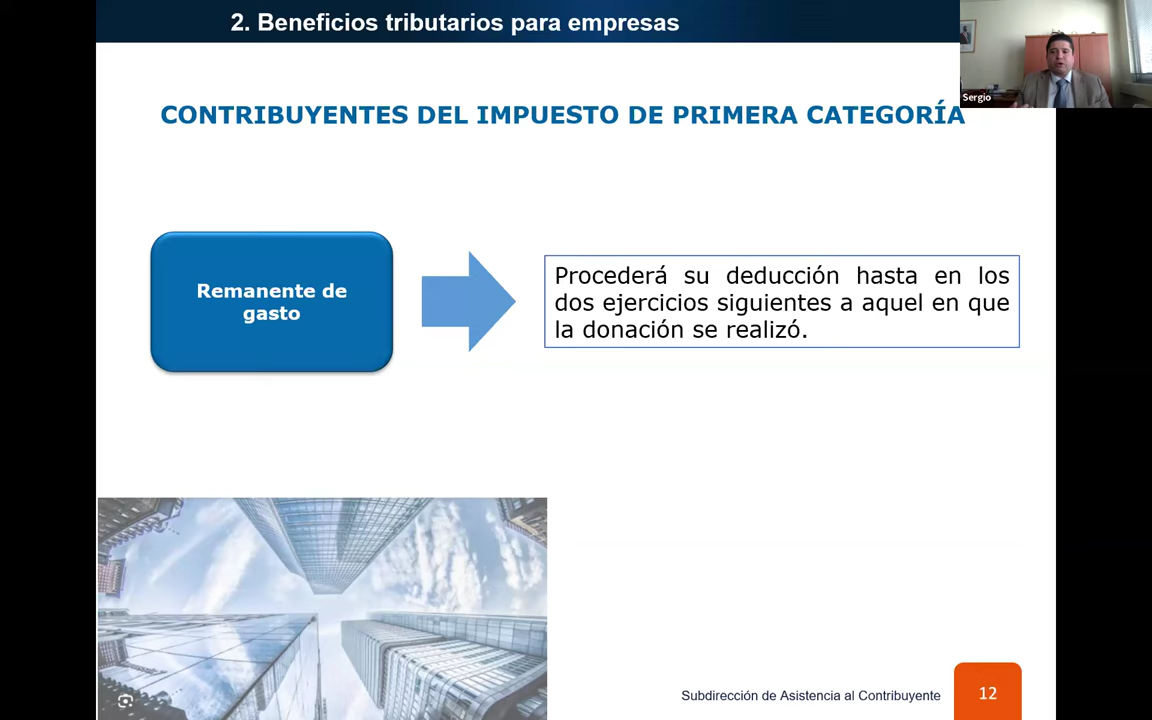 2. Beneficios tributarios para empresas
Sergio
CONTRIBUYENTES DEL IMPUESTO DE PRIMERA CATEGORÍA
Remanente de
gasto
Procederá su deducción hasta en los
dos ejercicios siguientes a aquel en que
la donación se realizó.
Subdirección de Asistencia al Contribuyente
12